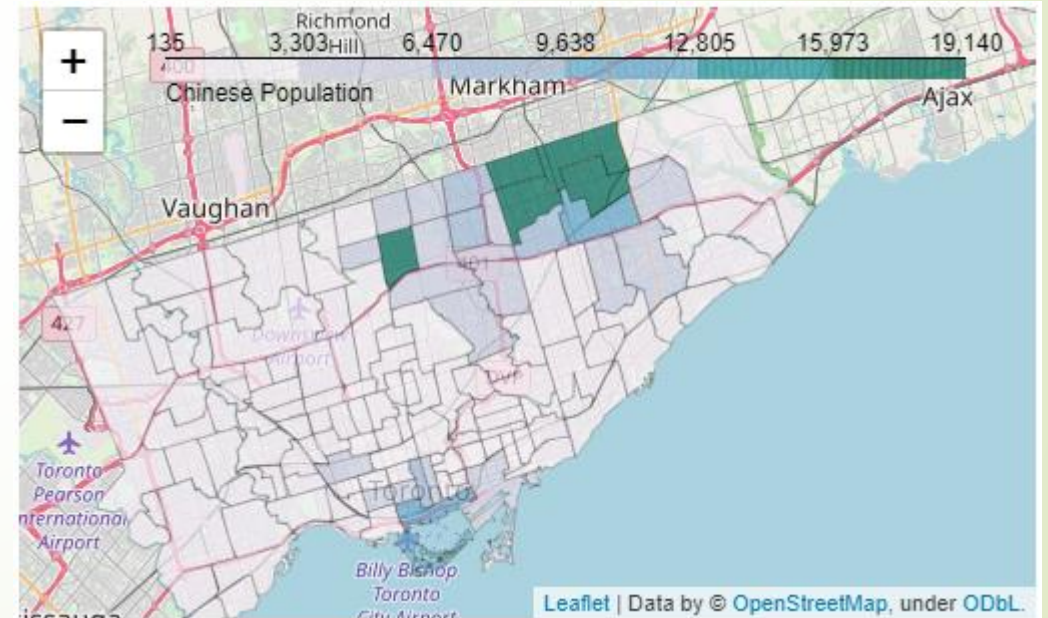 Richmond
Hill
+
−
135 3,303 6,470 9,638 12,805 15,973 19,140
400
Chinese Population
Markham
Ajax
Vaughan
401
427
Downsview
Airport
DVP
Toronto
Pearson
International
Airport
Toronto
Billy Bishop
Toronto
City Airport
Leaflet | Data by © OpenStreetMap, under ODbL.